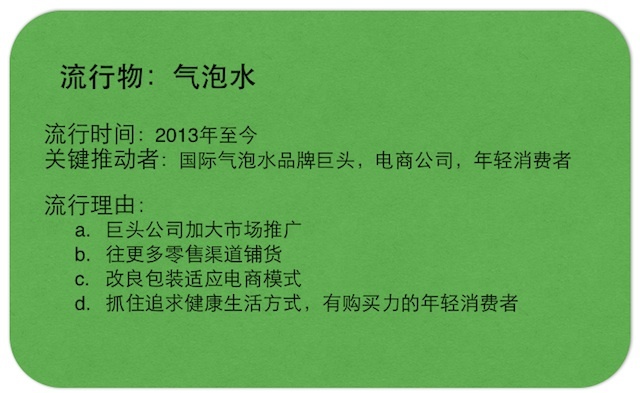 流行物：气泡水
流行时间：2013年至今
关键推动者：国际气泡水品牌巨头，电商公司，年轻消费者
流行理由：
a. 巨头公司加大市场推广
b. 往更多零售渠道铺货
c. 改良包装适应电商模式
d. 抓住追求健康生活方式，有购买力的年轻消费者